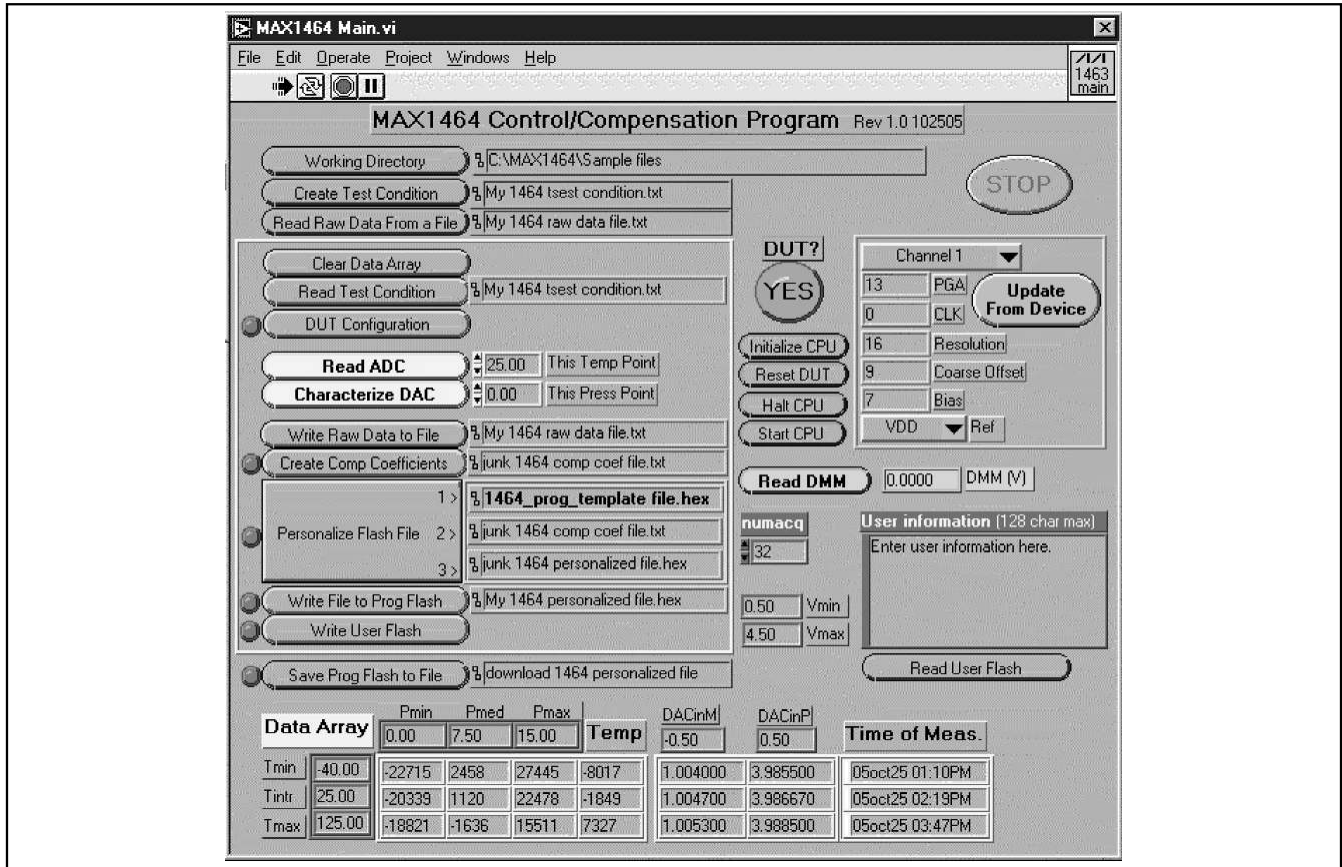 MAX1464 Main.vi
File Edit Operate Project Windows Help
1463
main
MAX1464 Control/Compensation Program Rev 1.0 102505
Working Directory C:\MAX1464\Sample files
Create Test Condition My 1464 tsest condition.txt
Read Raw Data From a File My 1464 raw data file.txt
STOP
Clear Data Array
Read Test Condition My 1464 tsest condition.txt
DUT Configuration
Read ADC 25.00 This Temp Point
Characterize DAC 0.00 This Press Point
Write Raw Data to File My 1464 raw data file.txt
Create Comp Coefficients junk 1464 comp coef file.txt
Personalize Flash File
1> 1464_prog_template file.hex
2> junk 1464 comp coef file.txt
3> junk 1464 personalized file.hex
Write File to Prog Flash My 1464 personalized file.hex
Write User Flash
Save Prog Flash to File download 1464 personalized file
DUT?
YES
Initialize CPU
Reset DUT
Halt CPU
Start CPU
Channel 1
13 PGA
0 CLK
16 Resolution
9 Coarse Offset
7 Bias
VDD Ref
Update
From Device
Read DMM 0.0000 DMM (V)
numacq
32
0.50 Vmin
4.50 Vmax
User information (128 char max)
Enter user information here.
Read User Flash
Pmin Pmed Pmax DACinM DACinP
Data Array 0.00 7.50 15.00 Temp -0.50 0.50 Time of Meas.
Tmin -40.00 -22715 2458 27445 -8017 1.004000 3.985500 05oct25 01:10PM
Tintr 25.00 -20339 1120 22478 -1849 1.004700 3.986670 05oct25 02:19PM
Tmax 125.00 -18821 -1636 15511 7327 1.005300 3.988500 05oct25 03:47PM